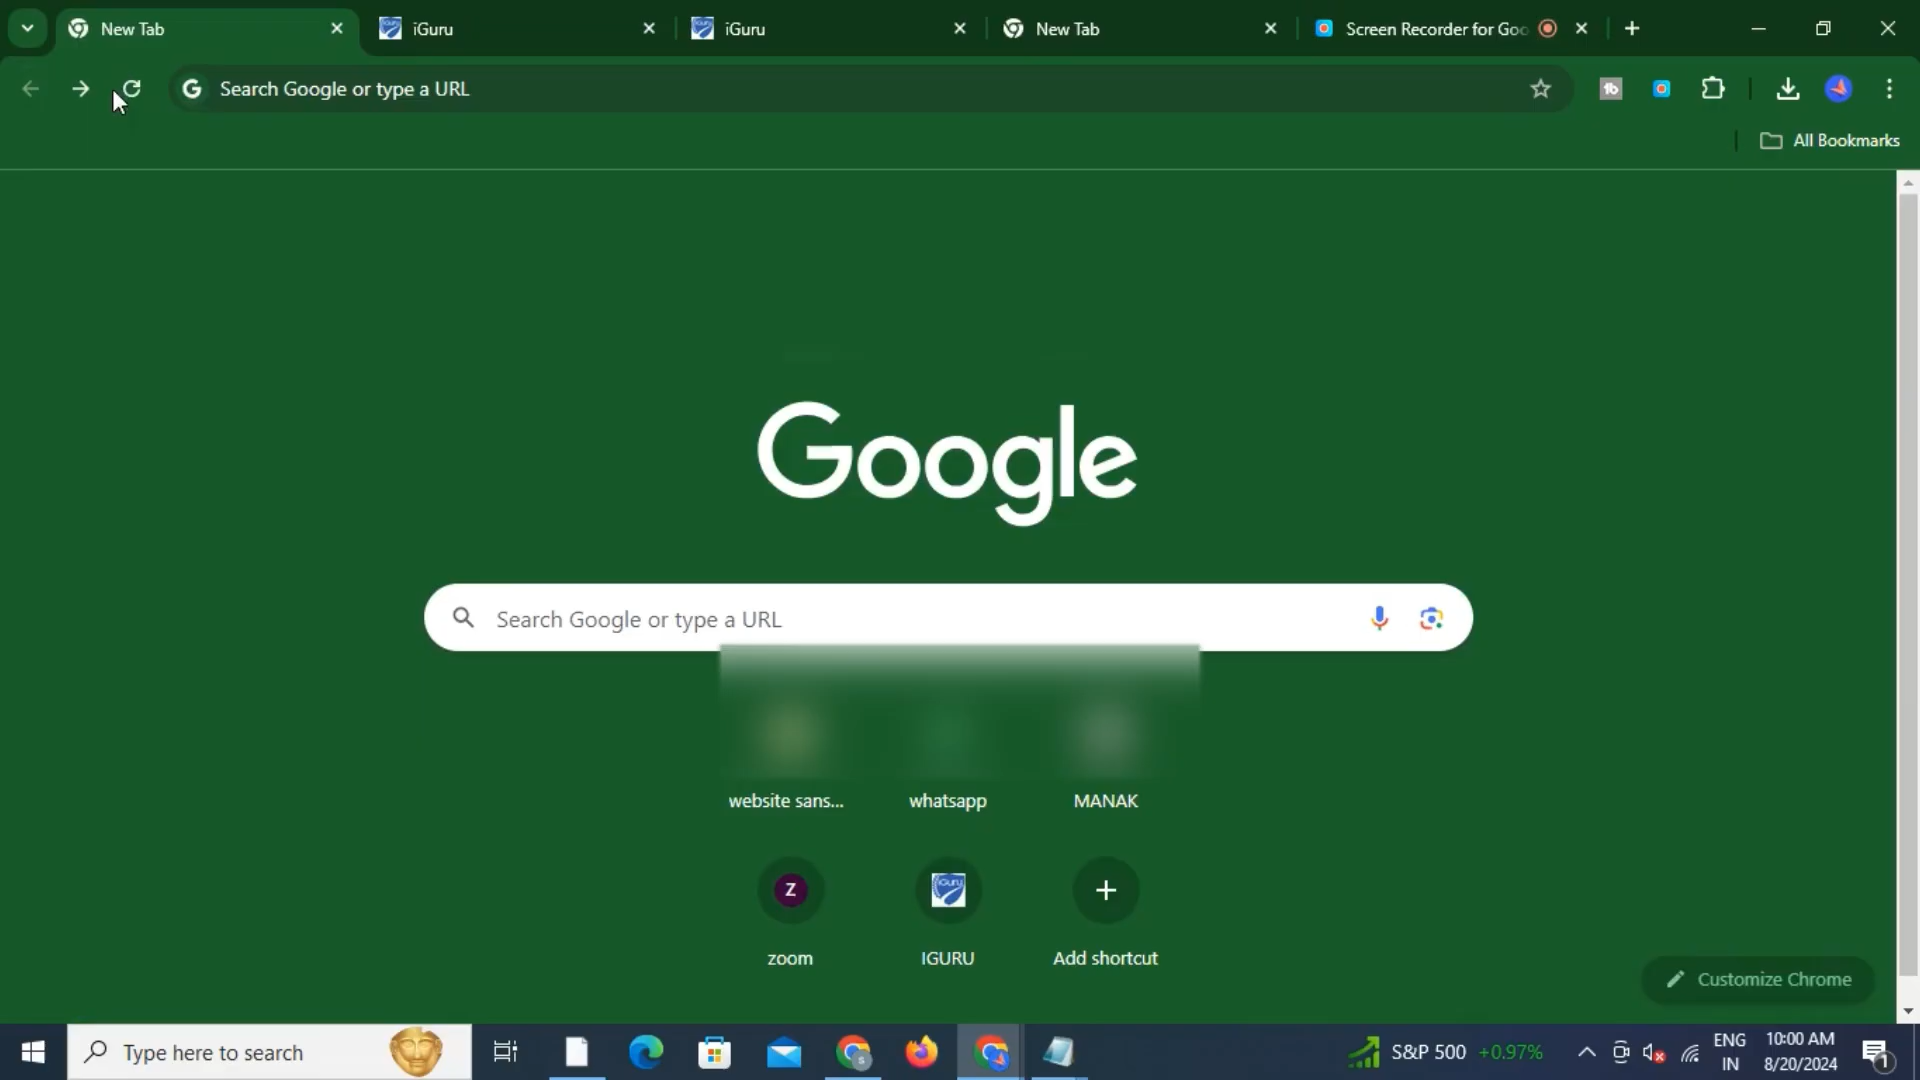 New Tab
iGuru
iGuru
New Tab
Screen Recorder for Goo
Search Google or type a URL
All Bookmarks
Google
Search Google or type a URL
website sans... whatsapp MANAK
Z
iGuru
zoom IGURU Add shortcut
Customize Chrome
Type here to search
S&P 500 +0.97%
ENG
IN
10:00 AM
8/20/2024
1